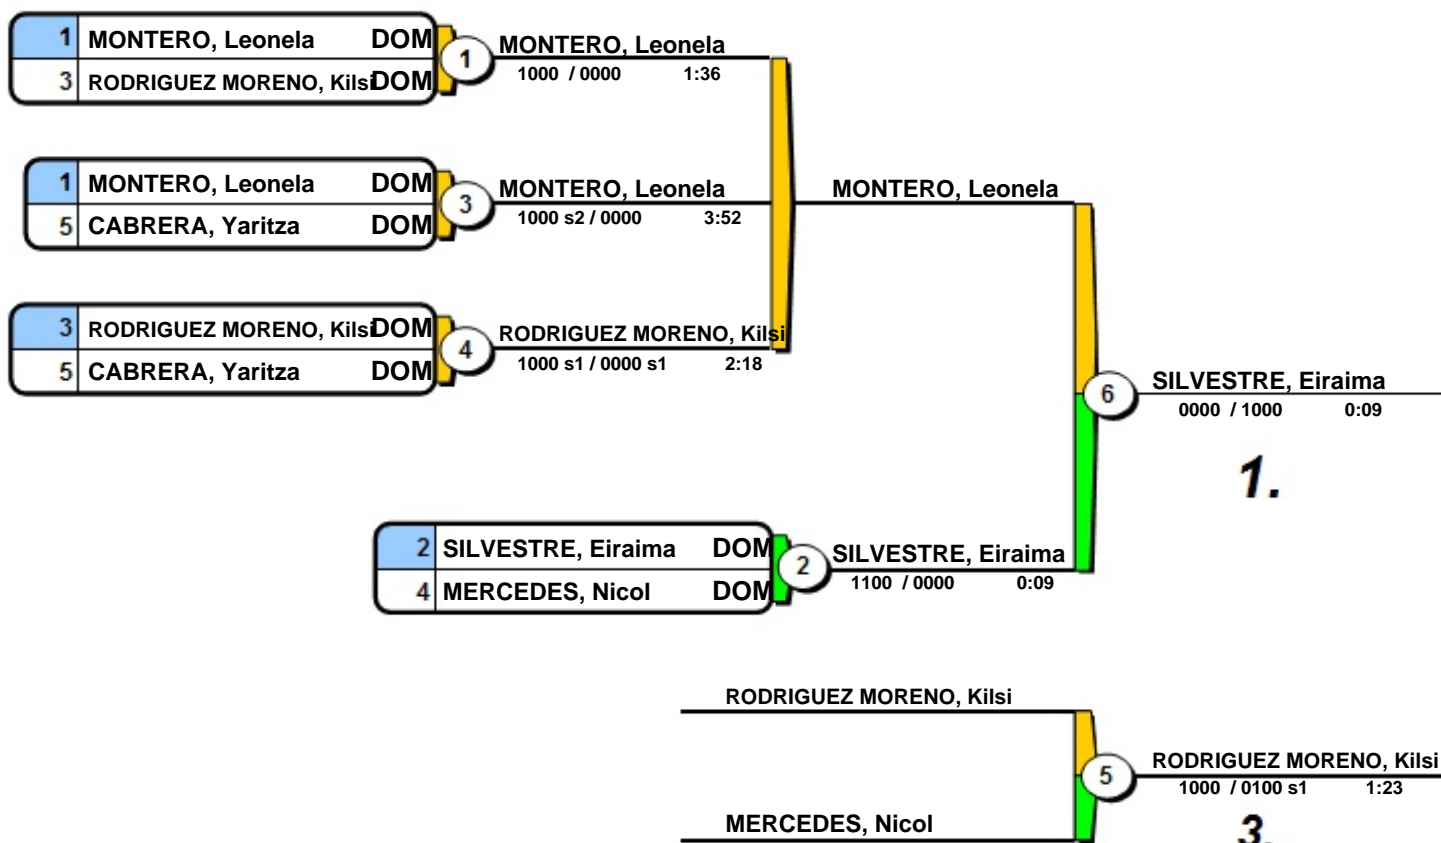 1 MONTERO, Leonela DOM
3 RODRIGUEZ MORENO, Kilsi DOM
1
MONTERO, Leonela
1000 / 0000 1:36
1 MONTERO, Leonela DOM
5 CABRERA, Yaritza DOM
3
MONTERO, Leonela
1000 s2 / 0000 3:52
MONTERO, Leonela
3 RODRIGUEZ MORENO, Kilsi DOM
5 CABRERA, Yaritza DOM
4
RODRIGUEZ MORENO, Kilsi
1000 s1 / 0000 s1 2:18
6
SILVESTRE, Eiraima
0000 / 1000 0:09
1.
2 SILVESTRE, Eiraima DOM
4 MERCEDES, Nicol DOM
2
SILVESTRE, Eiraima
1100 / 0000 0:09
RODRIGUEZ MORENO, Kilsi
5
RODRIGUEZ MORENO, Kilsi
1000 / 0100 s1 1:23
MERCEDES, Nicol
3.